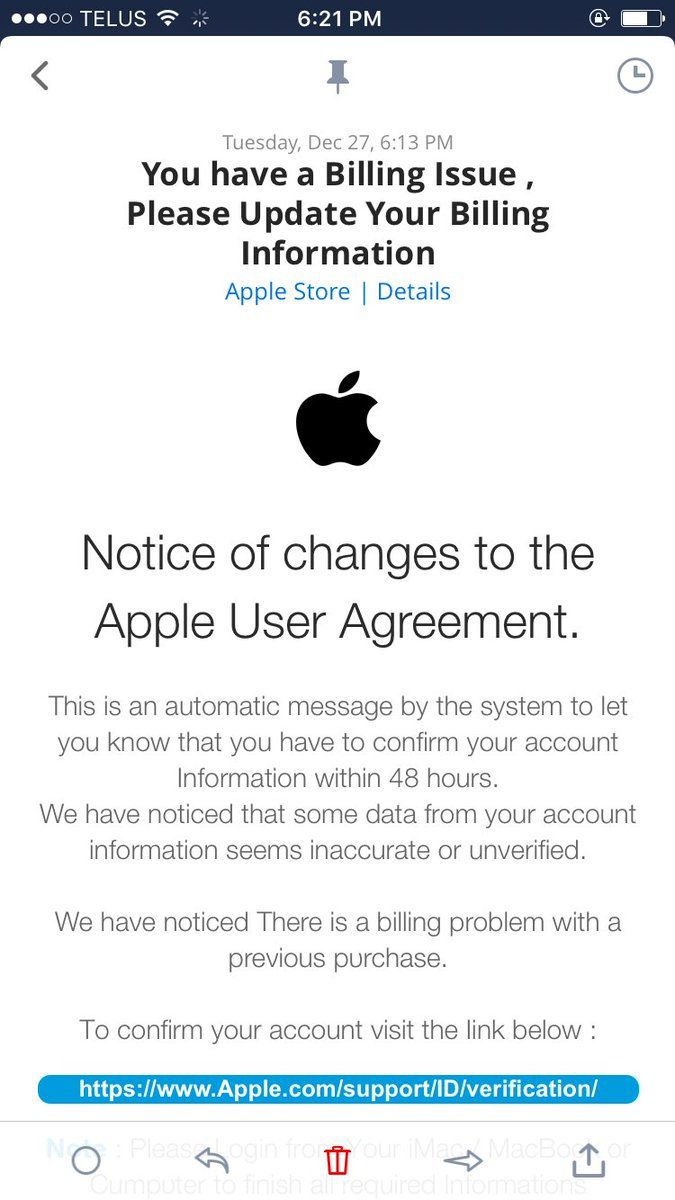 TELUS 6:21 PM
Tuesday, Dec 27, 6:13 PM
You have a Billing Issue ,
Please Update Your Billing
Information
Apple Store | Details
Notice of changes to the
Apple User Agreement.
This is an automatic message by the system to let
you know that you have to confirm your account
Information within 48 hours.
We have noticed that some data from your account
information seems inaccurate or unverified.
We have noticed There is a billing problem with a
previous purchase.
To confirm your account visit the link below :
https://www.Apple.com/support/ID/verification/
Note : Please Login from Your iMac / MacBook or
Cumputer to finish all required Informations